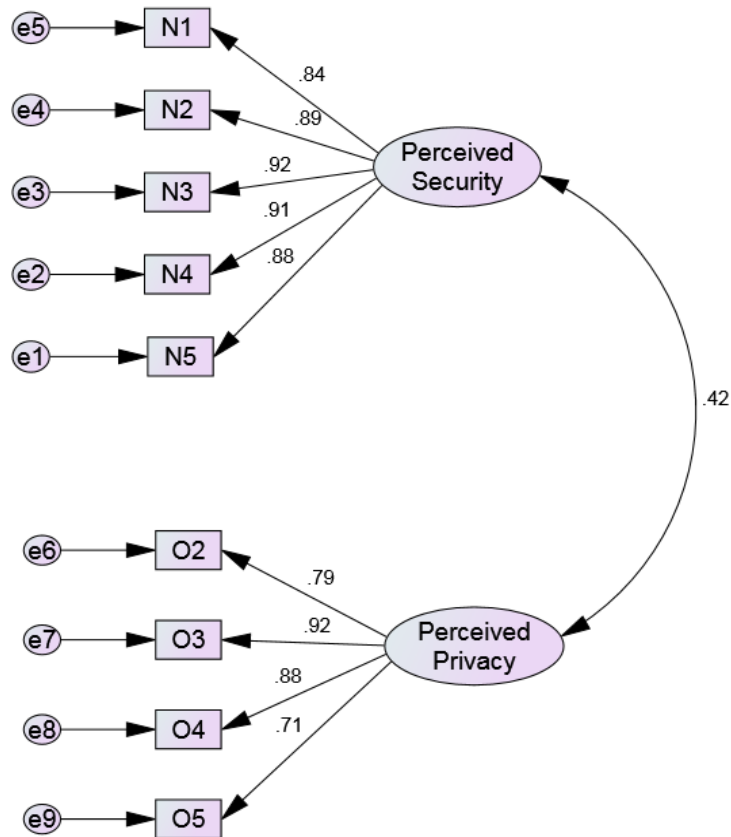 e5
N1
.84
e4
N2
.89
Perceived
Security
e3
N3
.92
.91
e2
N4
.88
e1
N5
.42
e6
O2
.79
e7
O3
.92
Perceived
Privacy
.88
e8
O4
.71
e9
O5